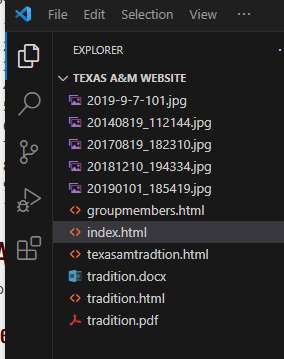 File Edit Selection View
EXPLORER
TEXAS A&M WEBSITE
2019-9-7-101.jpg
20140819_112144.jpg
20170819_182310.jpg
20181210_194334.jpg
20190101_185419.jpg
groupmembers.html
index.html
texasamtradtion.html
tradition.docx
tradition.html
tradition.pdf